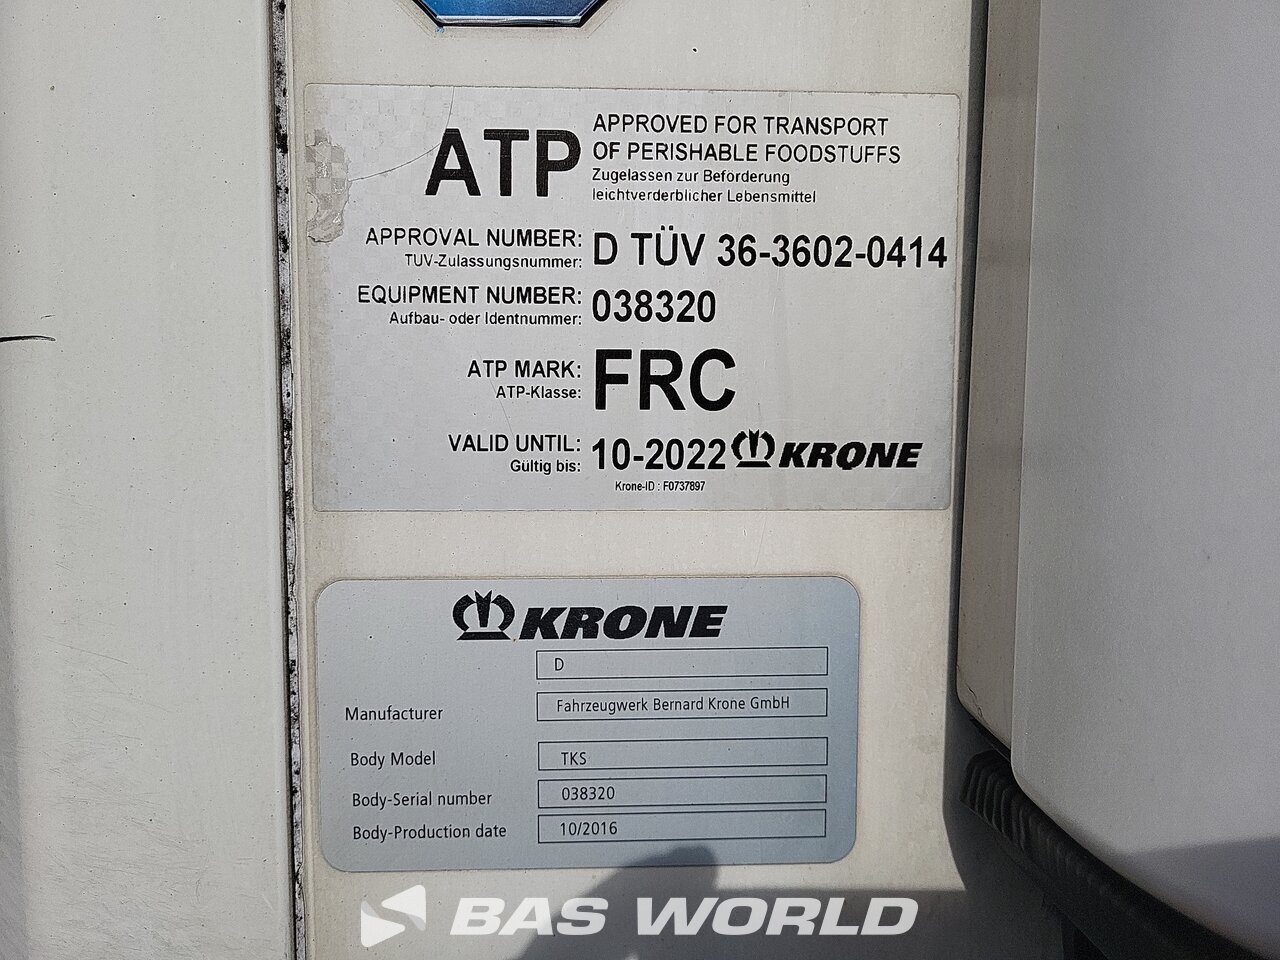 ATP
APPROVED FOR TRANSPORT
OF PERISHABLE FOODSTUFFS
Zugelassen zur Beförderung
leichtverderblicher Lebensmittel
APPROVAL NUMBER: D TÜV 36-3602-0414
TUV-Zulassungsnummer:
EQUIPMENT NUMBER: 038320
Aufbau- oder Identnummer:
ATP MARK: FRC
ATP-Klasse:
VALID UNTIL: 10-2022 KRONE
Gültig bis:
Krone-ID : F0737897
KRONE
D
Manufacturer Fahrzeugwerk Bernard Krone GmbH
Body Model TKS
Body-Serial number 038320
Body-Production date 10/2016
BAS WORLD